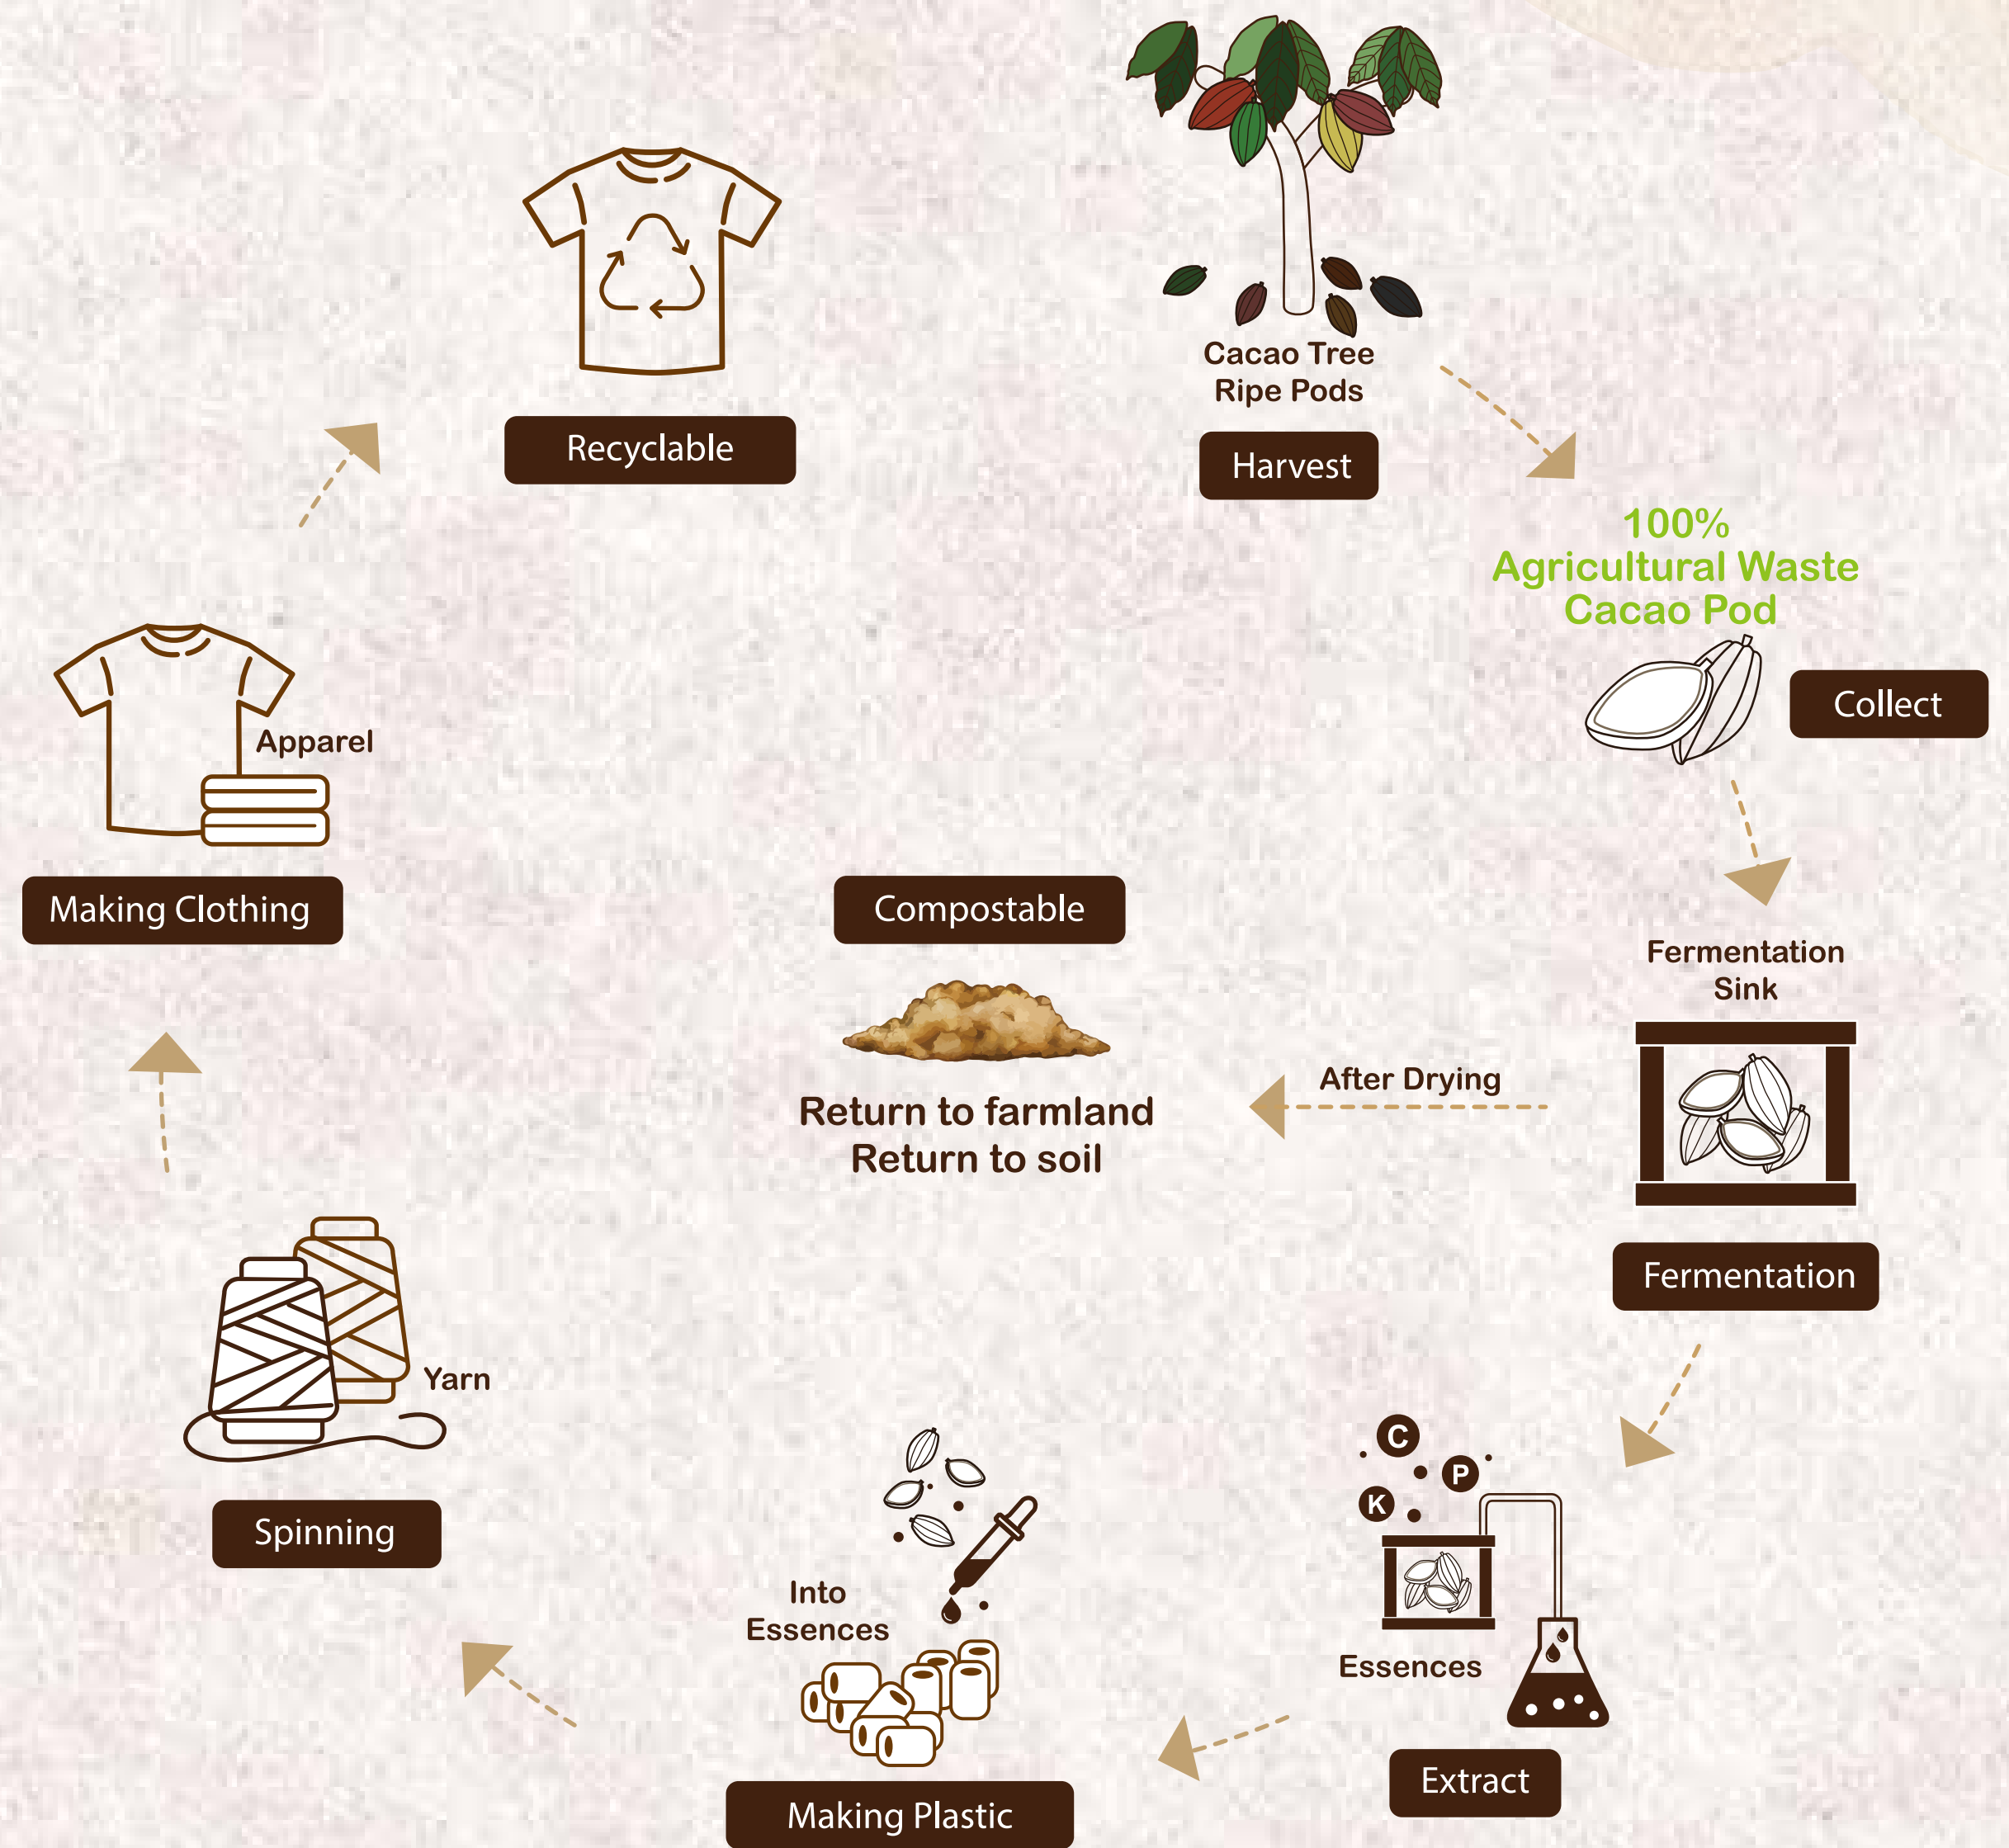 Cacao Tree
Ripe Pods
Harvest
100%
Agricultural Waste
Cacao Pod
Collect
Fermentation
Sink
Fermentation
After Drying
Compostable
Return to farmland
Return to soil
C
P
K
Essences
Extract
Into
Essences
Making Plastic
Yarn
Spinning
Apparel
Making Clothing
Recyclable